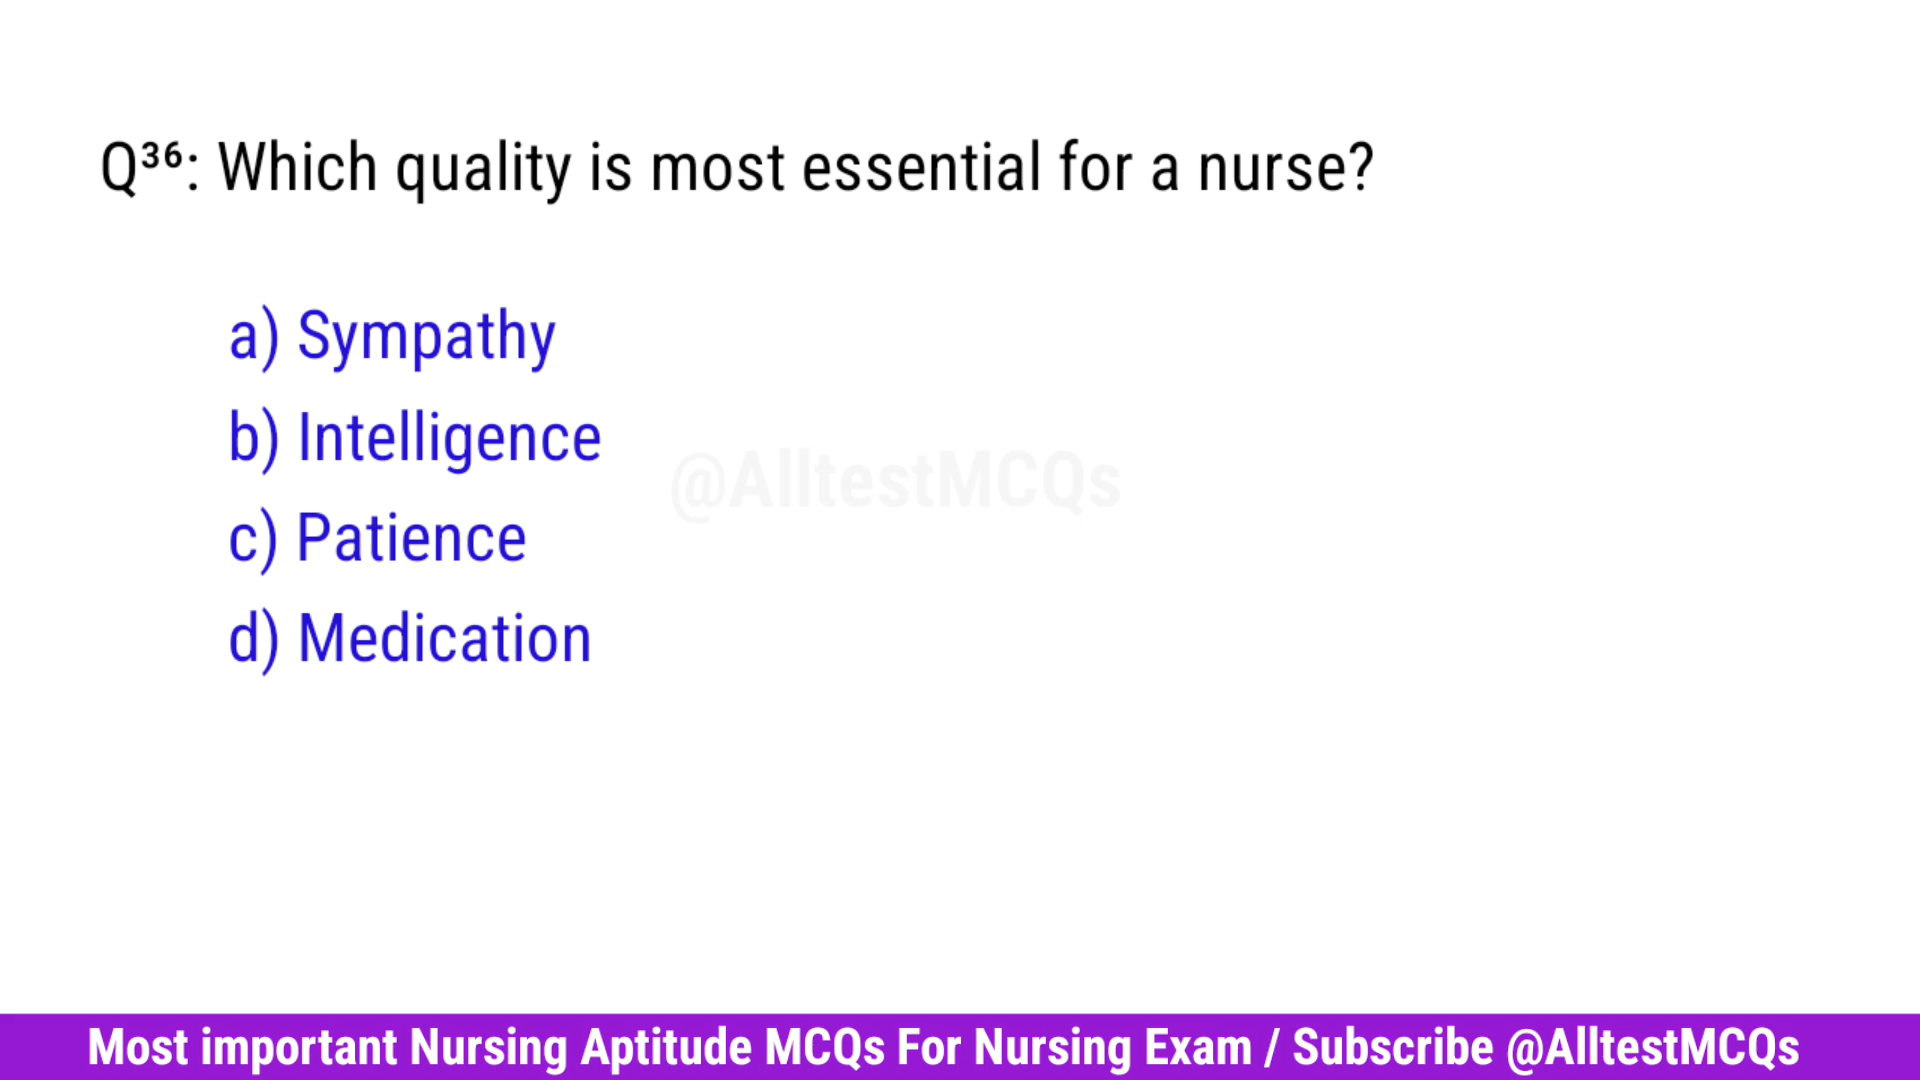 Q³⁶: Which quality is most essential for a nurse?
a) Sympathy
b) Intelligence
@AlltestMCQs
c) Patience
d) Medication
Most important Nursing Aptitude MCQs For Nursing Exam / Subscribe @AlltestMCQs